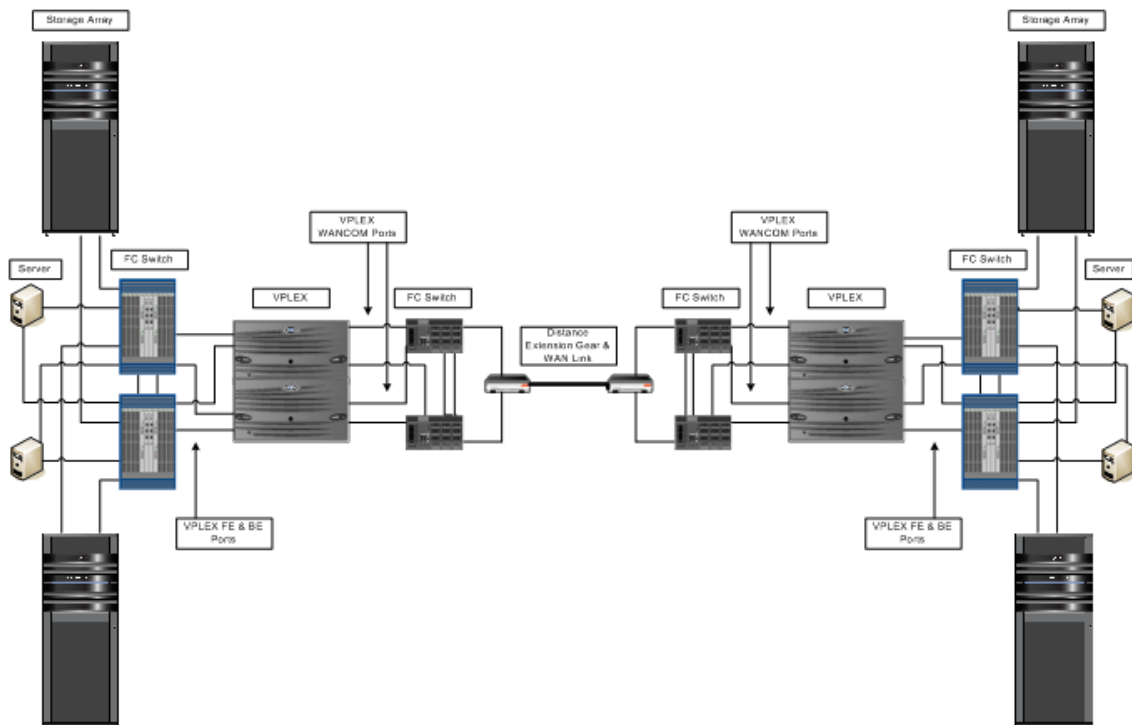 Storage Array
Storage Array
VPLEX
WANCOM Ports
VPLEX
WANCOM Ports
Server
FC Switch
VPLEX
FC Switch
FC Switch
VPLEX
FC Switch
Server
Distance
Extension Gear &
WAN Link
VPLEX FE & BE
Ports
VPLEX FE & BE
Ports